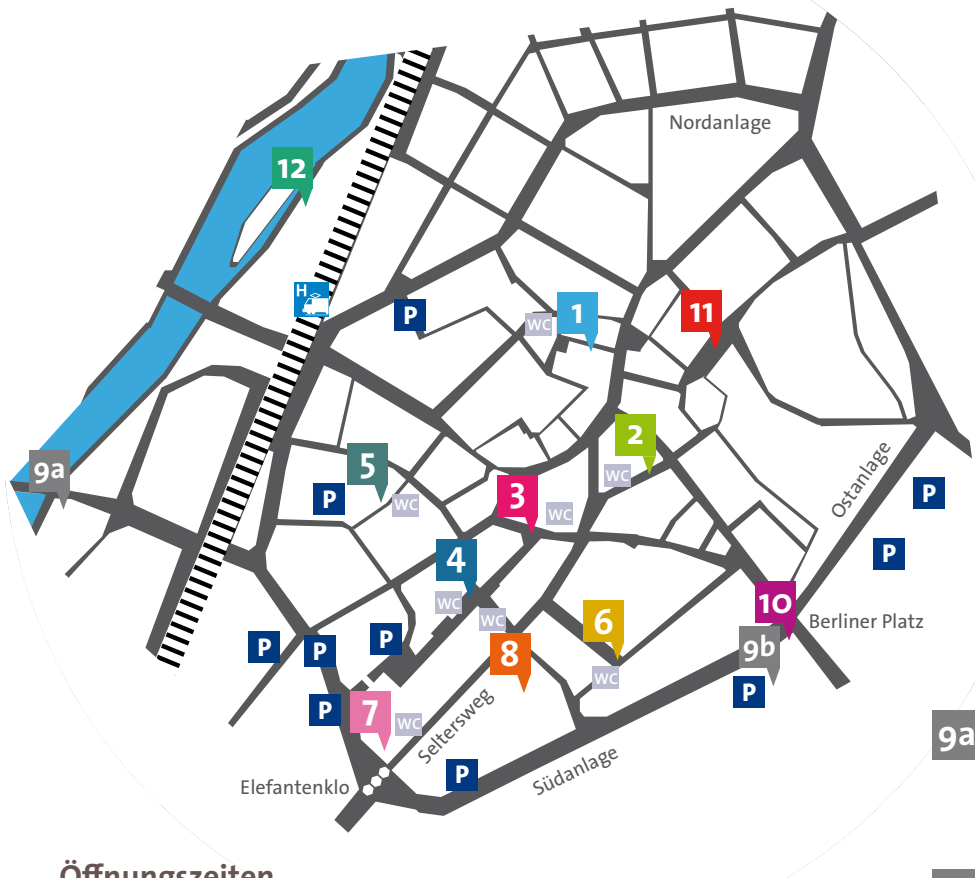 Nordanlage
12
H
P
WC
1
11
2
9a
5
WC
P
WC
3
WC
Ostanlage
P
P
4
WC
WC
6
10
Berliner Platz
P
P
P
8
9b
WC
P
P
7
WC
Seltersweg
9a
Elefantenklo
P
Südanlage
Öffnungszeiten